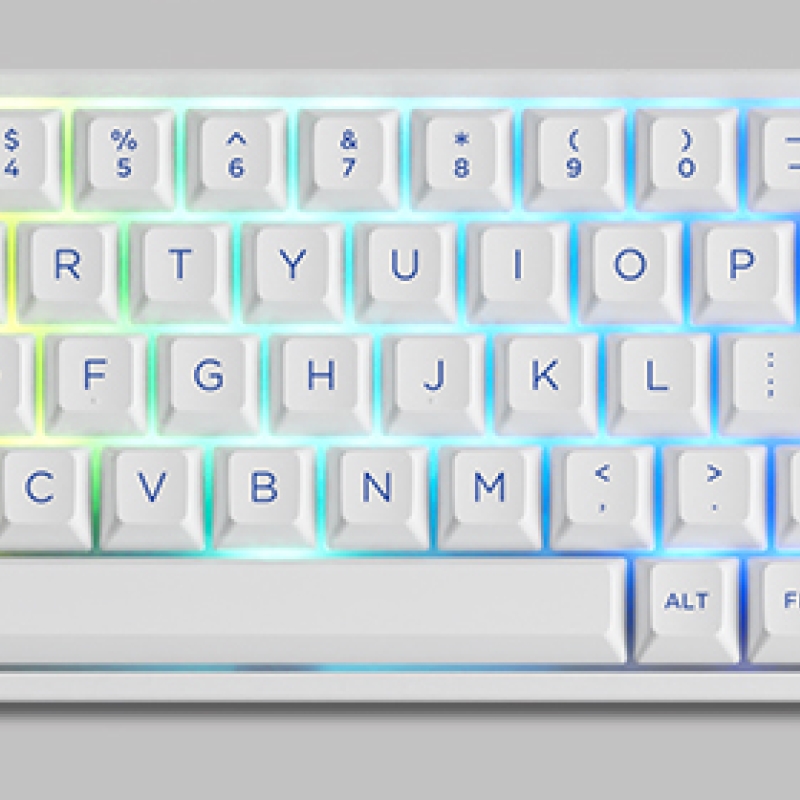 $ % ^ & * ( )
4 5 6 7 8 9 0
R T Y U I O P
F G H J K L :
;
C V B N M < >
, .
ALT